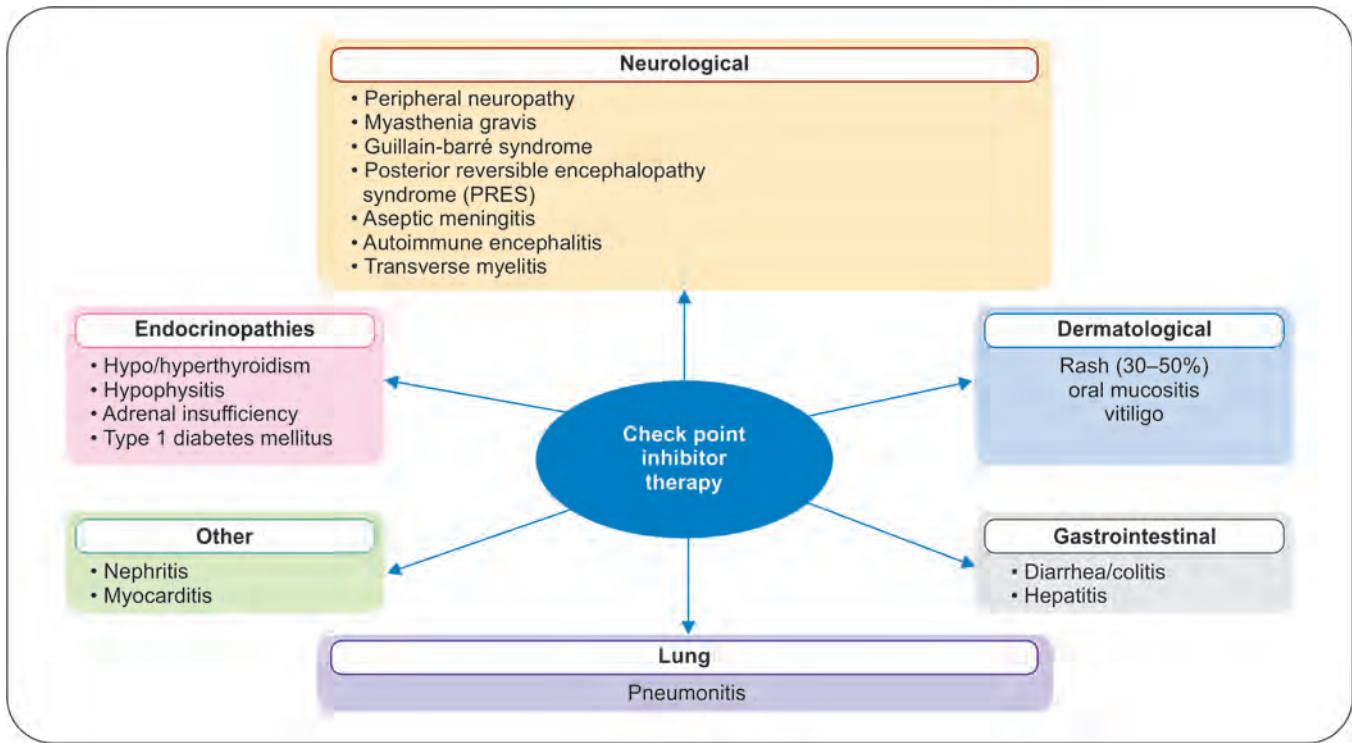 Neurological
• Peripheral neuropathy
• Myasthenia gravis
• Guillain-barré syndrome
• Posterior reversible encephalopathy
syndrome (PRES)
• Aseptic meningitis
• Autoimmune encephalitis
• Transverse myelitis
Endocrinopathies
• Hypo/hyperthyroidism
• Hypophysitis
• Adrenal insufficiency
• Type 1 diabetes mellitus
Dermatological
Rash (30–50%)
oral mucositis
vitiligo
Check point
inhibitor
therapy
Other
• Nephritis
• Myocarditis
Gastrointestinal
• Diarrhea/colitis
• Hepatitis
Lung
Pneumonitis